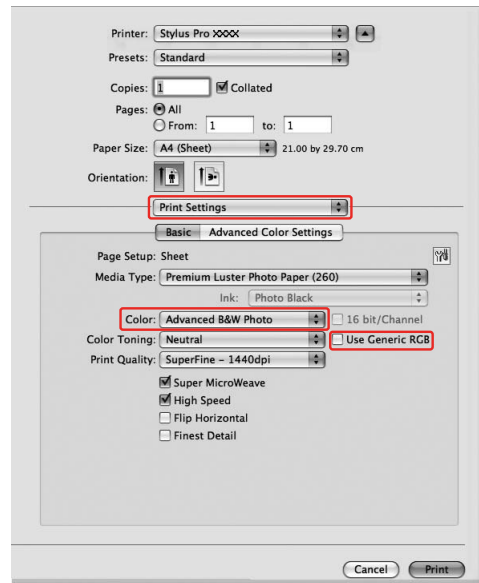 Printer: Stylus Pro XXXX
Presets: Standard
Copies: 1 Collated
Pages: All
From: 1 to: 1
Paper Size: A4 (Sheet) 21.00 by 29.70 cm
Orientation:
Print Settings
Basic Advanced Color Settings
Page Setup: Sheet
Media Type: Premium Luster Photo Paper (260)
Ink: Photo Black
Color: Advanced B&W Photo 16 bit/Channel
Color Toning: Neutral Use Generic RGB
Print Quality: SuperFine – 1440dpi
Super MicroWeave
High Speed
Flip Horizontal
Finest Detail
Cancel Print